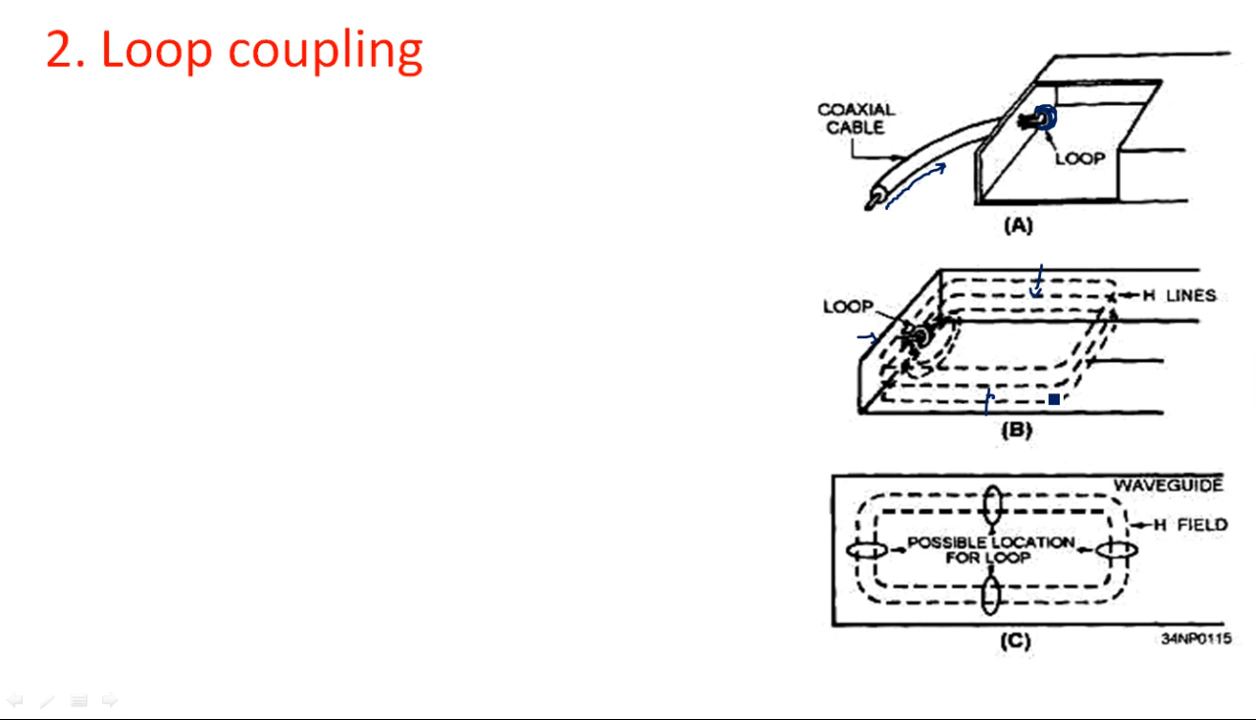 2. Loop coupling
COAXIAL
CABLE
LOOP
(A)
LOOP
H LINES
(B)
WAVEGUIDE
H FIELD
POSSIBLE LOCATION
FOR LOOP
(C)
34NP0115